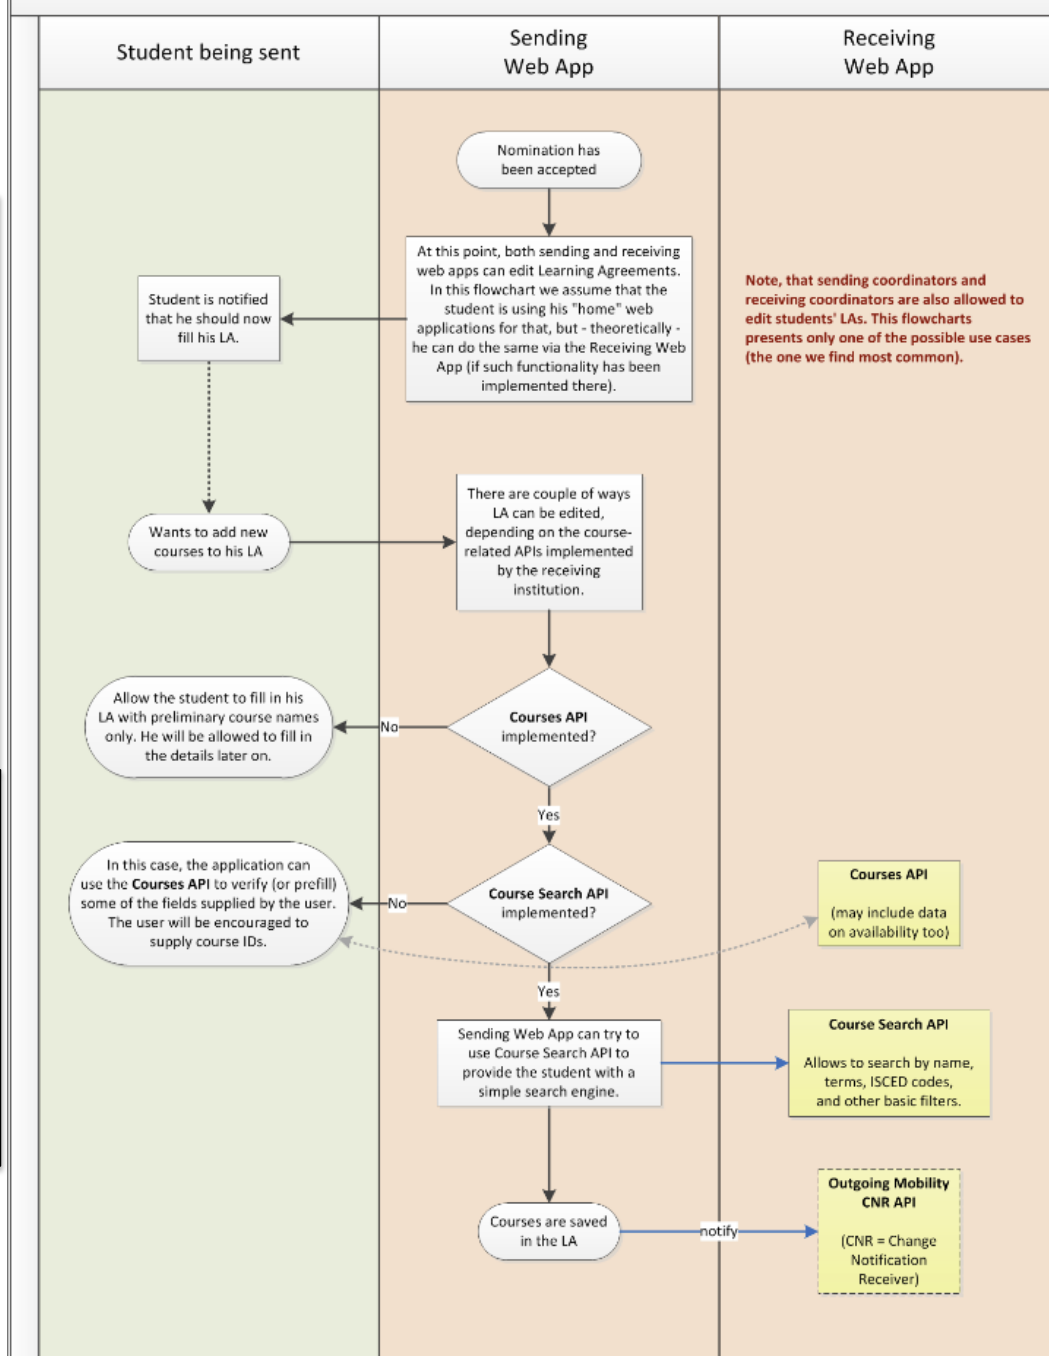 Student being sent
Sending
Web App
Receiving
Web App
Nomination has
been accepted
At this point, both sending and receiving
web apps can edit Learning Agreements.
In this flowchart we assume that the
student is using his "home" web
applications for that, but - theoretically -
he can do the same via the Receiving Web
App (if such functionality has been
implemented there).
Student is notified
that he should now
fill his LA.
Note, that sending coordinators and
receiving coordinators are also allowed to
edit students' LAs. This flowcharts
presents only one of the possible use cases
(the one we find most common).
Wants to add new
courses to his LA
There are couple of ways
LA can be edited,
depending on the course-
related APIs implemented
by the receiving
institution.
Allow the student to fill in his
LA with preliminary course names
only. He will be allowed to fill in
the details later on.
No
Courses API
implemented?
Yes
In this case, the application can
use the Courses API to verify (or prefill)
some of the fields supplied by the user.
The user will be encouraged to
supply course IDs.
No
Course Search API
implemented?
Courses API
(may include data
on availability too)
Yes
Sending Web App can try to
use Course Search API to
provide the student with a
simple search engine.
Course Search API
Allows to search by name,
terms, ISCED codes,
and other basic filters.
Courses are saved
in the LA
notify
Outgoing Mobility
CNR API
(CNR = Change
Notification
Receiver)